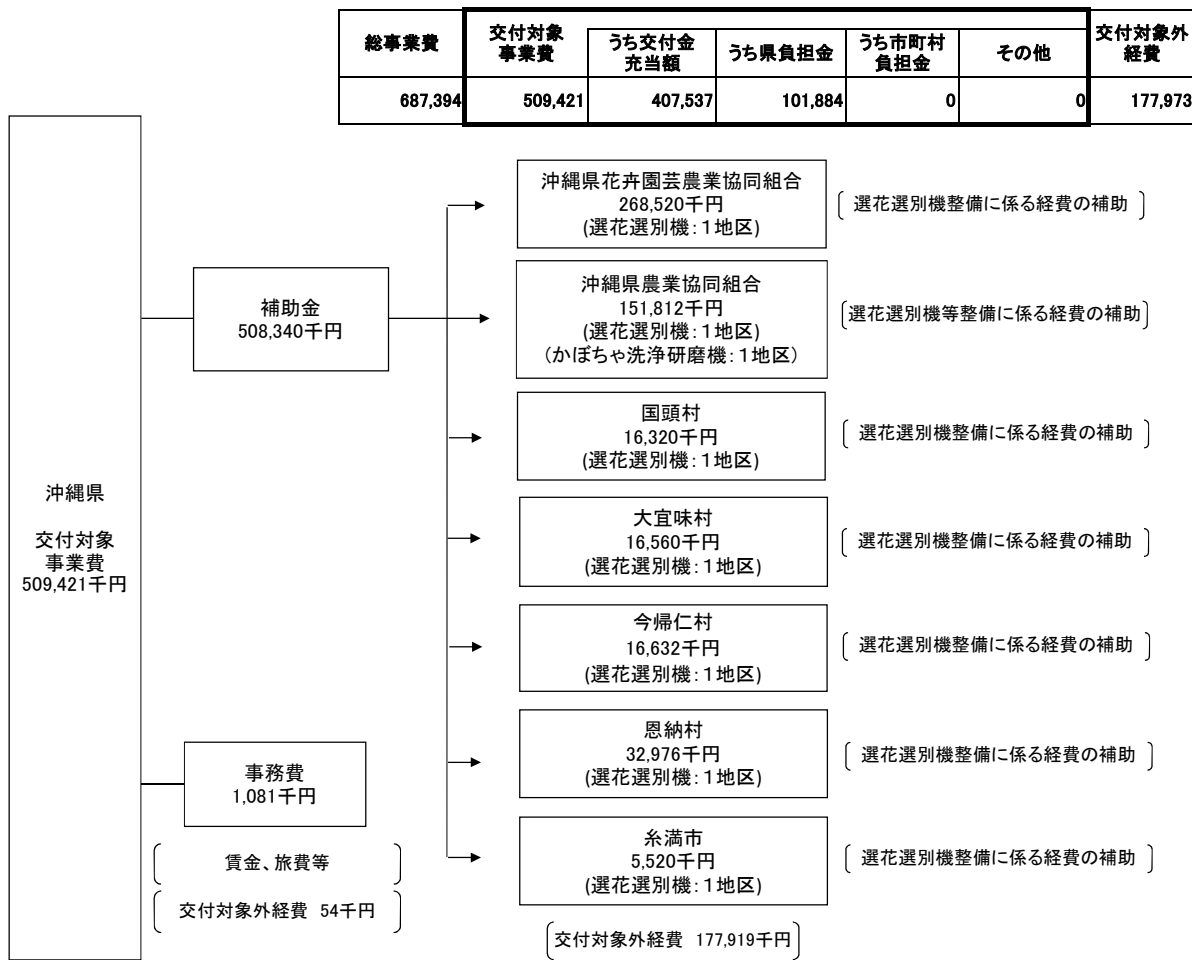 総事業費
交付対象
事業費
うち交付金
充当額
うち県負担金
うち市町村
負担金
その他
交付対象外
経費
687,394
509,421
407,537
101,884
0
0
177,973
沖縄県
交付対象
事業費
509,421千円
補助金
508,340千円
事務費
1,081千円
賃金、旅費等
交付対象外経費 54千円
沖縄県花卉園芸農業協同組合
268,520千円
(選花選別機:1地区)
選花選別機整備に係る経費の補助
沖縄県農業協同組合
151,812千円
(選花選別機:1地区)
(かぼちゃ洗浄研磨機:1地区)
選花選別機等整備に係る経費の補助
国頭村
16,320千円
(選花選別機:1地区)
選花選別機整備に係る経費の補助
大宜味村
16,560千円
(選花選別機:1地区)
選花選別機整備に係る経費の補助
今帰仁村
16,632千円
(選花選別機:1地区)
選花選別機整備に係る経費の補助
恩納村
32,976千円
(選花選別機:1地区)
選花選別機整備に係る経費の補助
糸満市
5,520千円
(選花選別機:1地区)
選花選別機整備に係る経費の補助
交付対象外経費 177,919千円